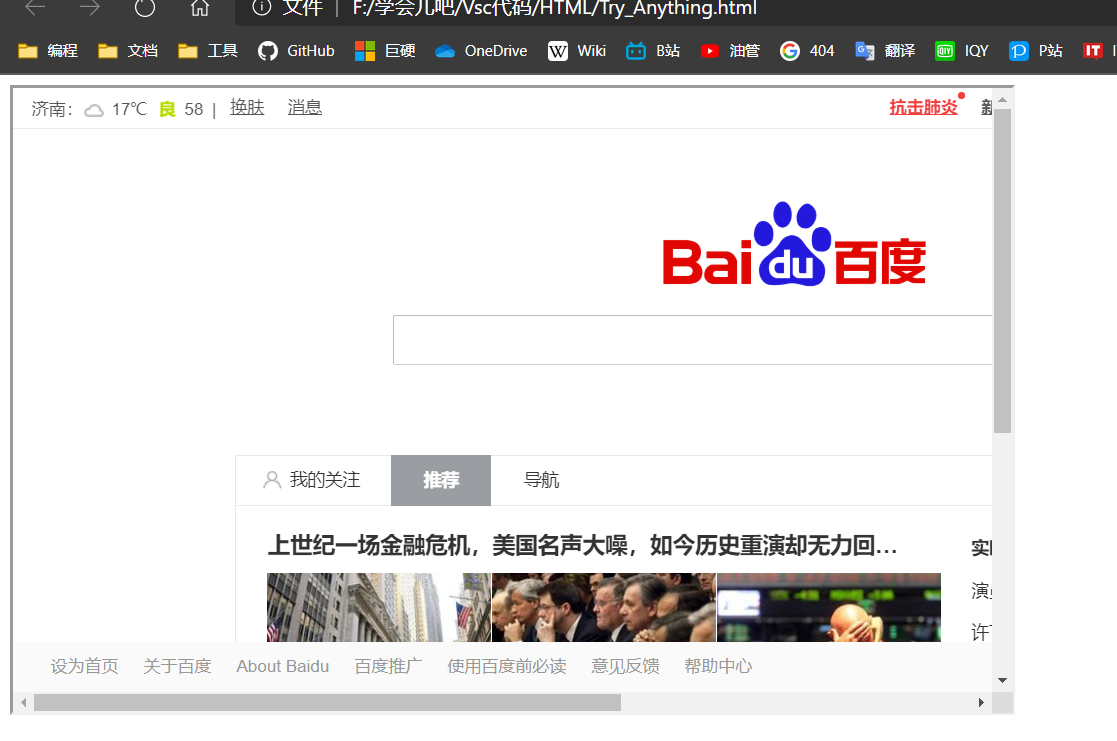 文件 | F:/学会几吧/Vsc代码/HTML/Try_Anything.html
编程 文档 工具 GitHub 巨硬 OneDrive Wiki B站 油管 404 翻译 IQY P站 IT
济南： 17℃ 良 58 | 换肤 消息 抗击肺炎
Bai du 百度
我的关注 推荐 导航
上世纪一场金融危机，美国名声大噪，如今历史重演却无力回...
设为首页 关于百度 About Baidu 百度推广 使用百度前必读 意见反馈 帮助中心